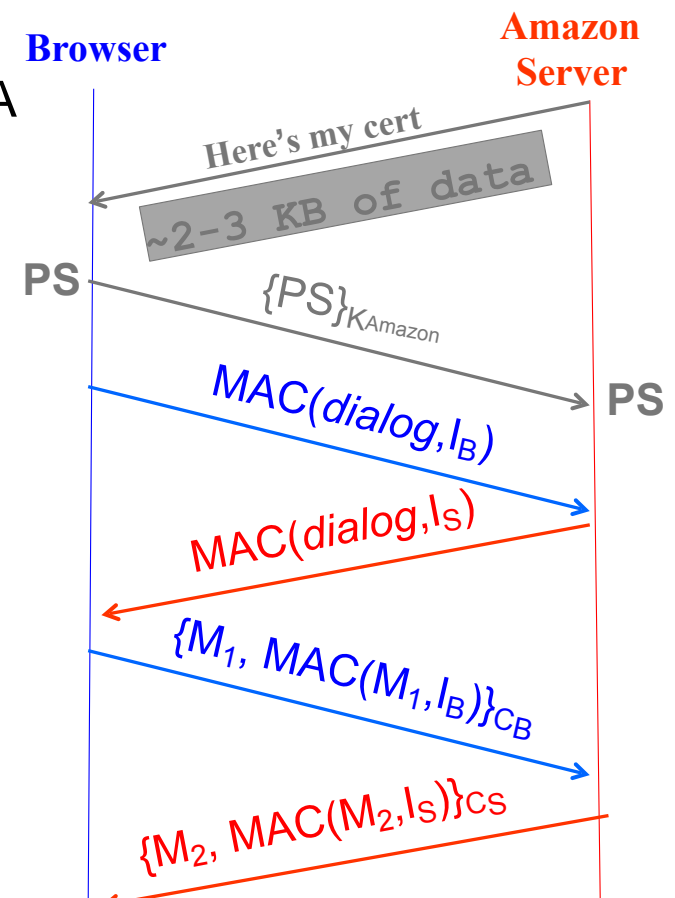 Browser
Amazon
Server
A
Here's my cert
~2-3 KB of data
PS
{PS}KAmazon
PS
MAC(dialog,IB)
MAC(dialog,IS)
{M1, MAC(M1,IB)}CB
{M2, MAC(M2,IS)}CS